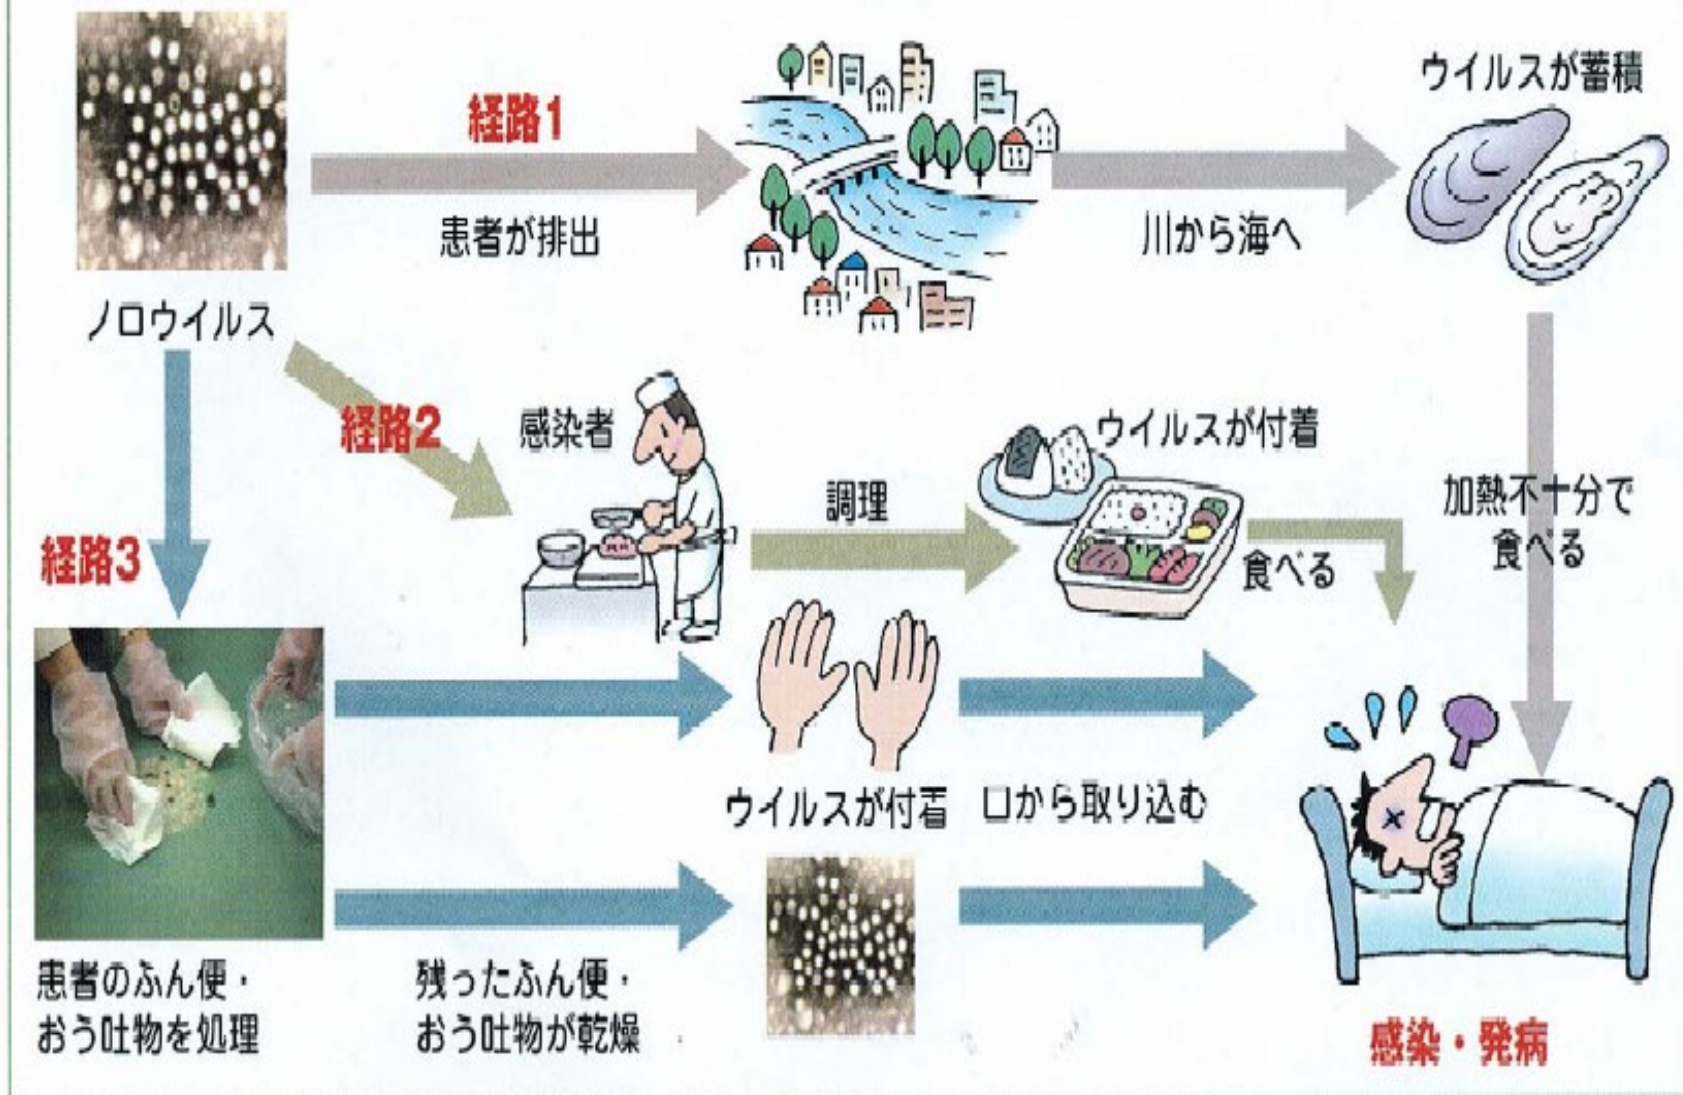 経路1
患者が排出
川から海へ
ウイルスが蓄積
ノロウイルス
経路2
感染者
調理
ウイルスが付着
食べる
加熱不十分で
食べる
経路3
ウイルスが付着
口から取り込む
患者のふん便・
おう吐物を処理
残ったふん便・
おう吐物が乾燥
感染・発病